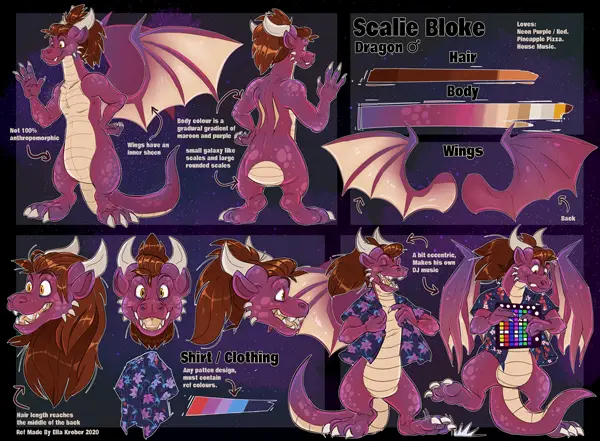 Scalie Bloke
Dragon ♂
Loves:
Neon Purple / Red.
Pineapple Pizza.
House Music.
Hair
Body
Wings
Back
Not 100%
anthropomorphic
Wings have an
inner sheen
Body colour is a
gradural gradient of
maroon and purple
small galaxy like
scales and large
rounded scales
A bit eccentric,
Makes his own
DJ music
Shirt / Clothing
Any patten design,
must contain
ref colours.
Hair length reaches
the middle of the back
Ref Made By Ella Krober 2020